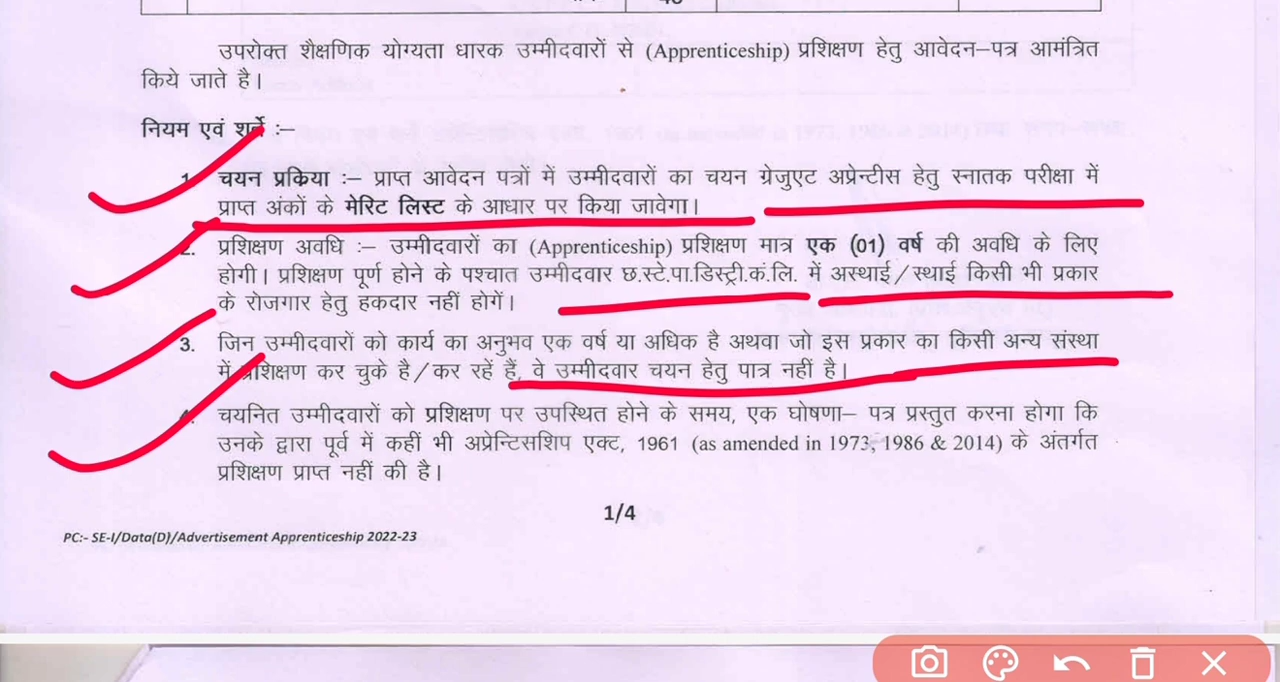 उपरोक्त शैक्षणिक योग्यता धारक उम्मीदवारों से (Apprenticeship) प्रशिक्षण हेतु आवेदन–पत्र आमंत्रित
किये जाते है।
नियम एवं शर्ते :–
1. चयन प्रकिया :– प्राप्त आवेदन पत्रों में उम्मीदवारों का चयन ग्रेजुएट अप्रेन्टीस हेतु स्नातक परीक्षा में
प्राप्त अंकों के मेरिट लिस्ट के आधार पर किया जावेगा।
2. प्रशिक्षण अवधि :– उम्मीदवारों का (Apprenticeship) प्रशिक्षण मात्र एक (01) वर्ष की अवधि के लिए
होगी। प्रशिक्षण पूर्ण होने के पश्चात उम्मीदवार छ.स्टे.पा.डिस्ट्री.कं.लि. में अस्थाई/स्थाई किसी भी प्रकार
के रोजगार हेतु हकदार नहीं होगें।
3. जिन उम्मीदवारों को कार्य का अनुभव एक वर्ष या अधिक है अथवा जो इस प्रकार का किसी अन्य संस्था
में प्रशिक्षण कर चुके है/कर रहें हैं, वे उम्मीदवार चयन हेतु पात्र नहीं है।
4. चयनित उम्मीदवारों को प्रशिक्षण पर उपस्थित होने के समय, एक घोषणा– पत्र प्रस्तुत करना होगा कि
उनके द्वारा पूर्व में कहीं भी अप्रेन्टिसशिप एक्ट, 1961 (as amended in 1973, 1986 & 2014) के अंतर्गत
प्रशिक्षण प्राप्त नहीं की है।
1/4
PC:- SE-I/Data(D)/Advertisement Apprenticeship 2022-23